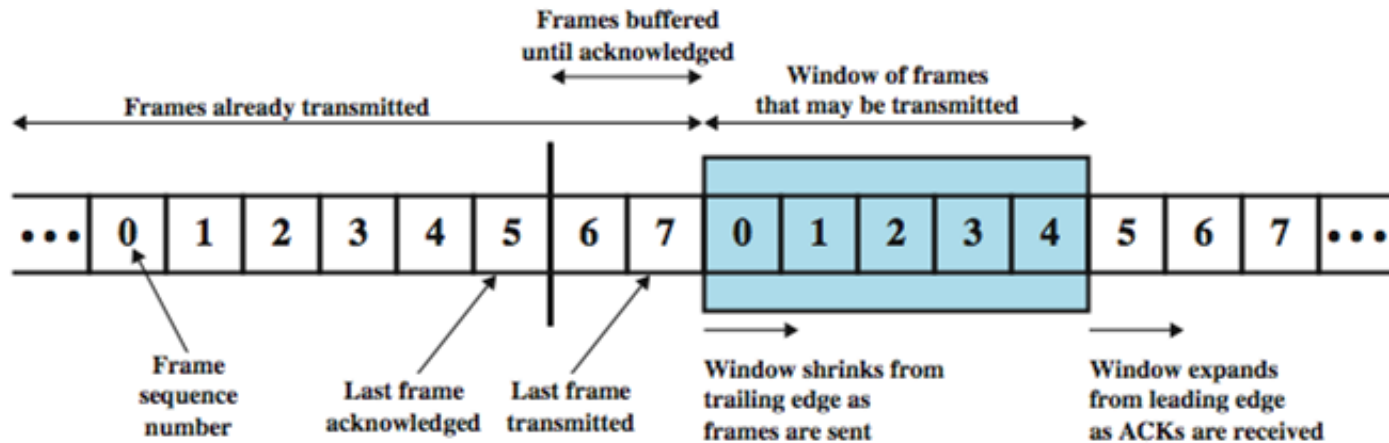 Frames buffered
until acknowledged
Window of frames
that may be transmitted
Frames already transmitted
••• 0 1 2 3 4 5 6 7 0 1 2 3 4 5 6 7 •••
Frame
sequence
number
Last frame
acknowledged
Last frame
transmitted
Window shrinks from
trailing edge as
frames are sent
Window expands
from leading edge
as ACKs are received